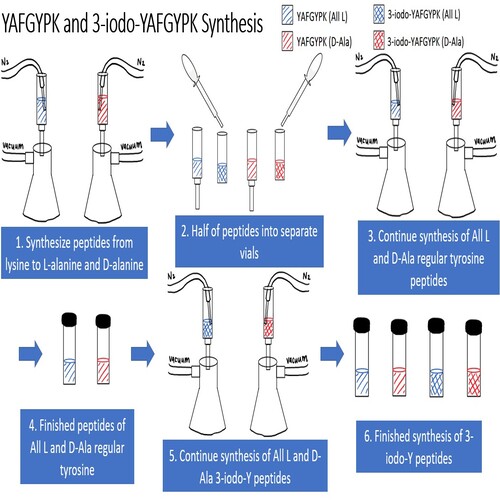 YAFGYPK and 3-iodo-YAFGYPK Synthesis
YAFGYPK (All L)
3-iodo-YAFGYPK (All L)
YAFGYPK (D-Ala)
3-iodo-YAFGYPK (D-Ala)
N₂
N₂
vacuum
vacuum
N₂
N₂
vacuum
vacuum
1. Synthesize peptides from
lysine to L-alanine and D-alanine
2. Half of peptides into separate
vials
3. Continue synthesis of All L
and D-Ala regular tyrosine
peptides
N₂
N₂
vacuum
vacuum
4. Finished peptides of
All L and D-Ala regular
tyrosine
5. Continue synthesis of All L and D-
Ala 3-iodo-Y peptides
6. Finished synthesis of 3-
iodo-Y peptides